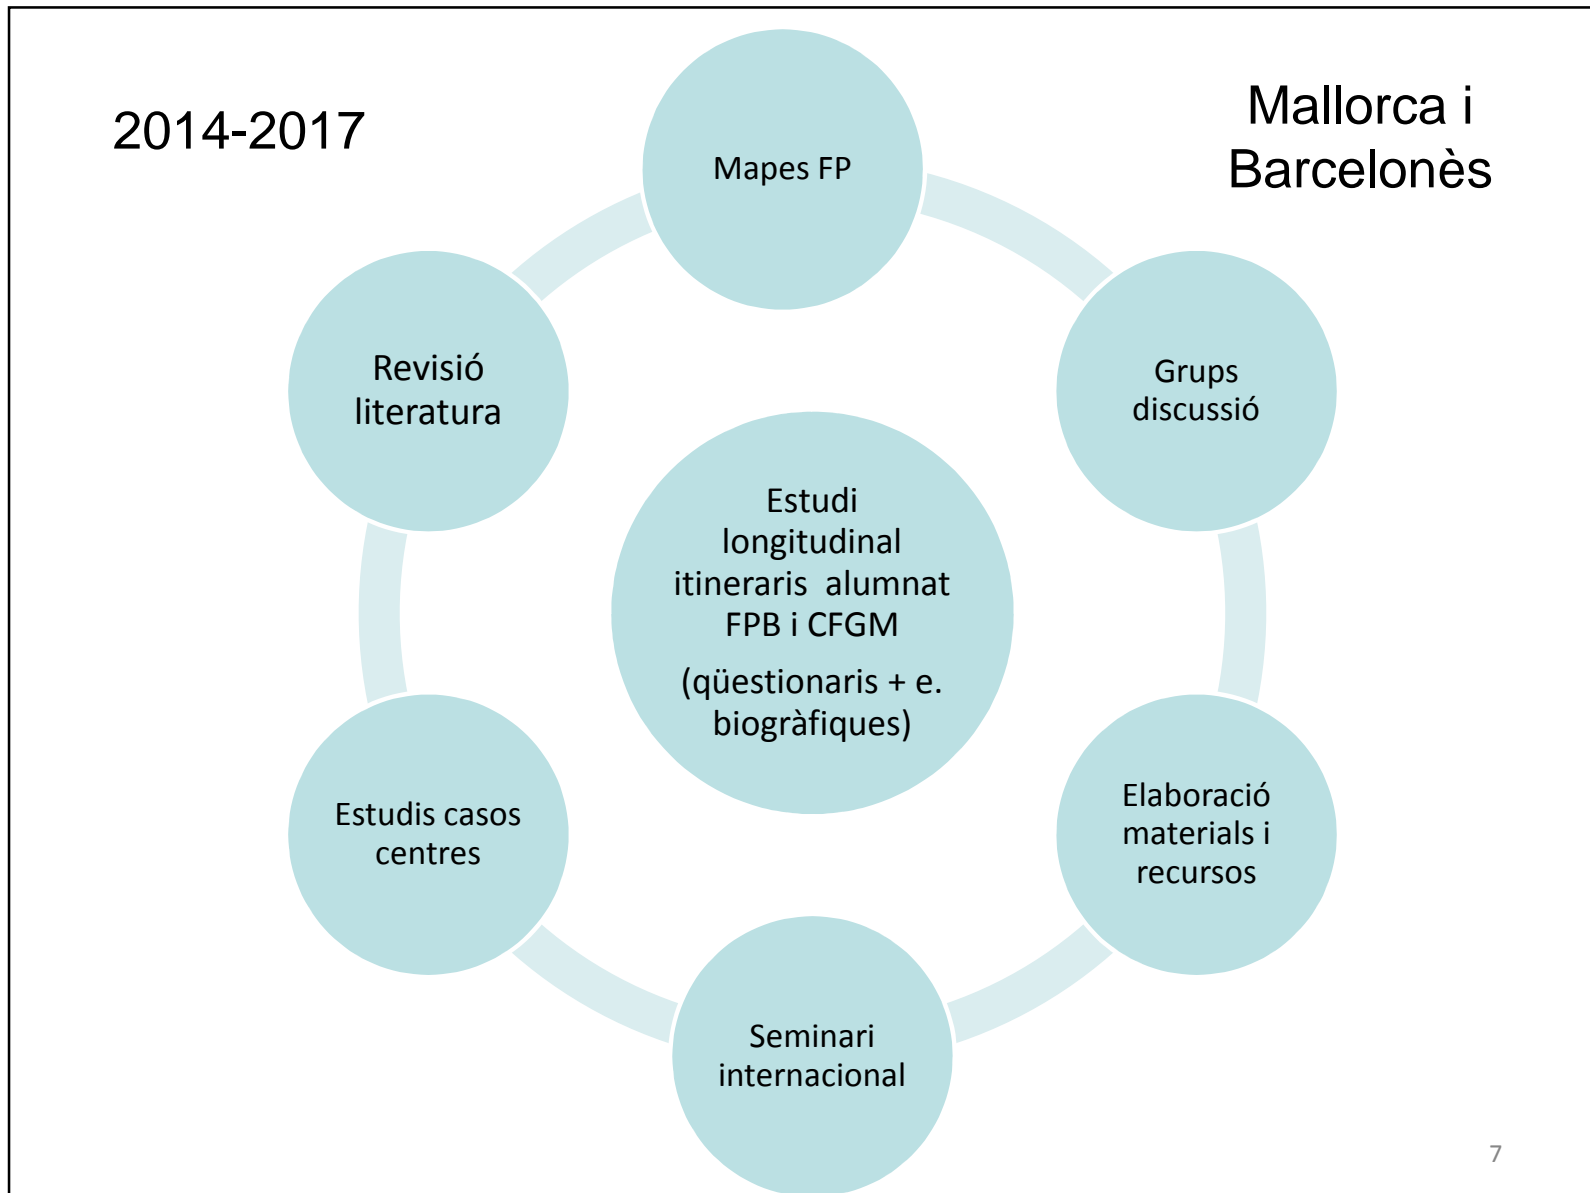 2014-2017
Mallorca i
Barcelonès
Mapes FP
Grups
discussió
Elaboració
materials i
recursos
Seminari
internacional
Estudis casos
centres
Revisió
literatura
Estudi
longitudinal
itineraris alumnat
FPB i CFGM
(qüestionaris + e.
biogràfiques)
7